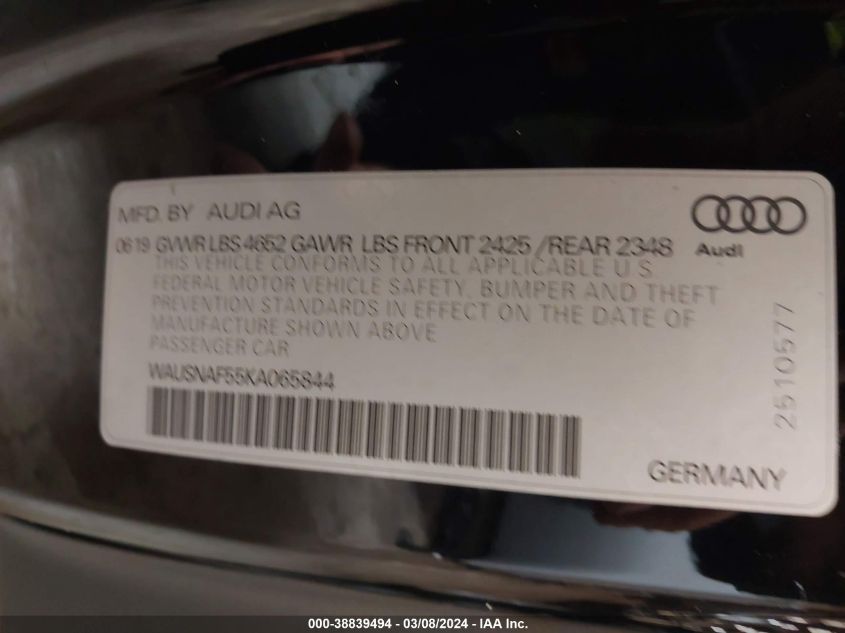 MFD. BY AUDI AG
0619 GVWR LBS 4652 GAWR LBS FRONT 2425 / REAR 2348
Audi
THIS VEHICLE CONFORMS TO ALL APPLICABLE U S
FEDERAL MOTOR VEHICLE SAFETY, BUMPER AND THEFT
PREVENTION STANDARDS IN EFFECT ON THE DATE OF
MANUFACTURE SHOWN ABOVE
PASSENGER CAR
WAUSNAF55KA065844
2510577
GERMANY
000-38839494 - 03/08/2024 - IAA Inc.